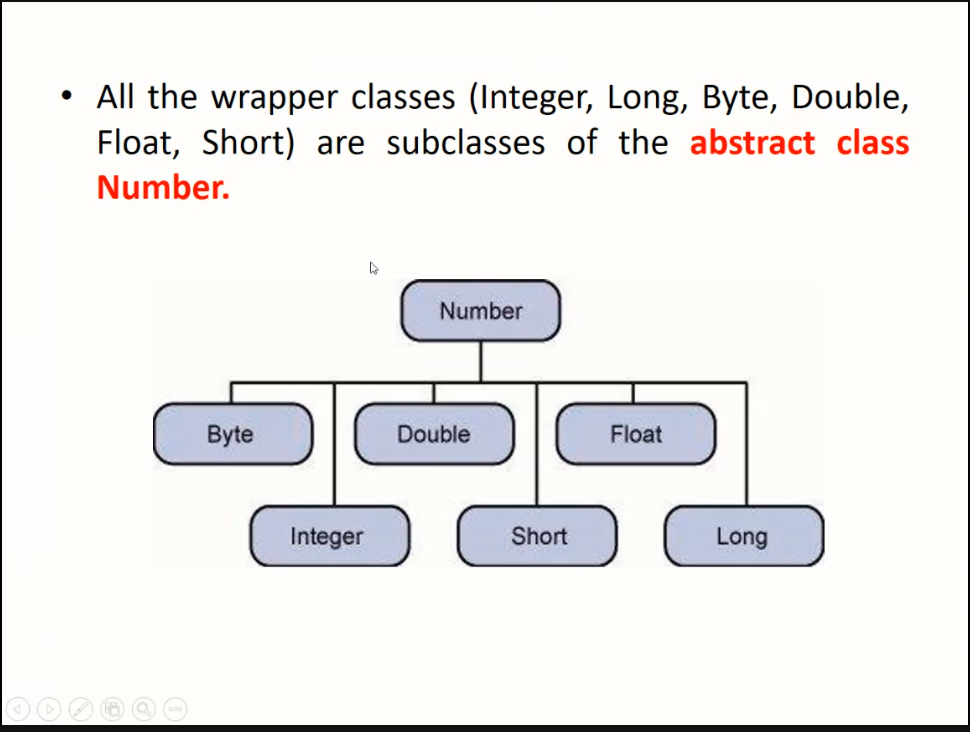 • All the wrapper classes (Integer, Long, Byte, Double,
Float, Short) are subclasses of the abstract class
Number.
Number
Byte
Double
Float
Integer
Short
Long